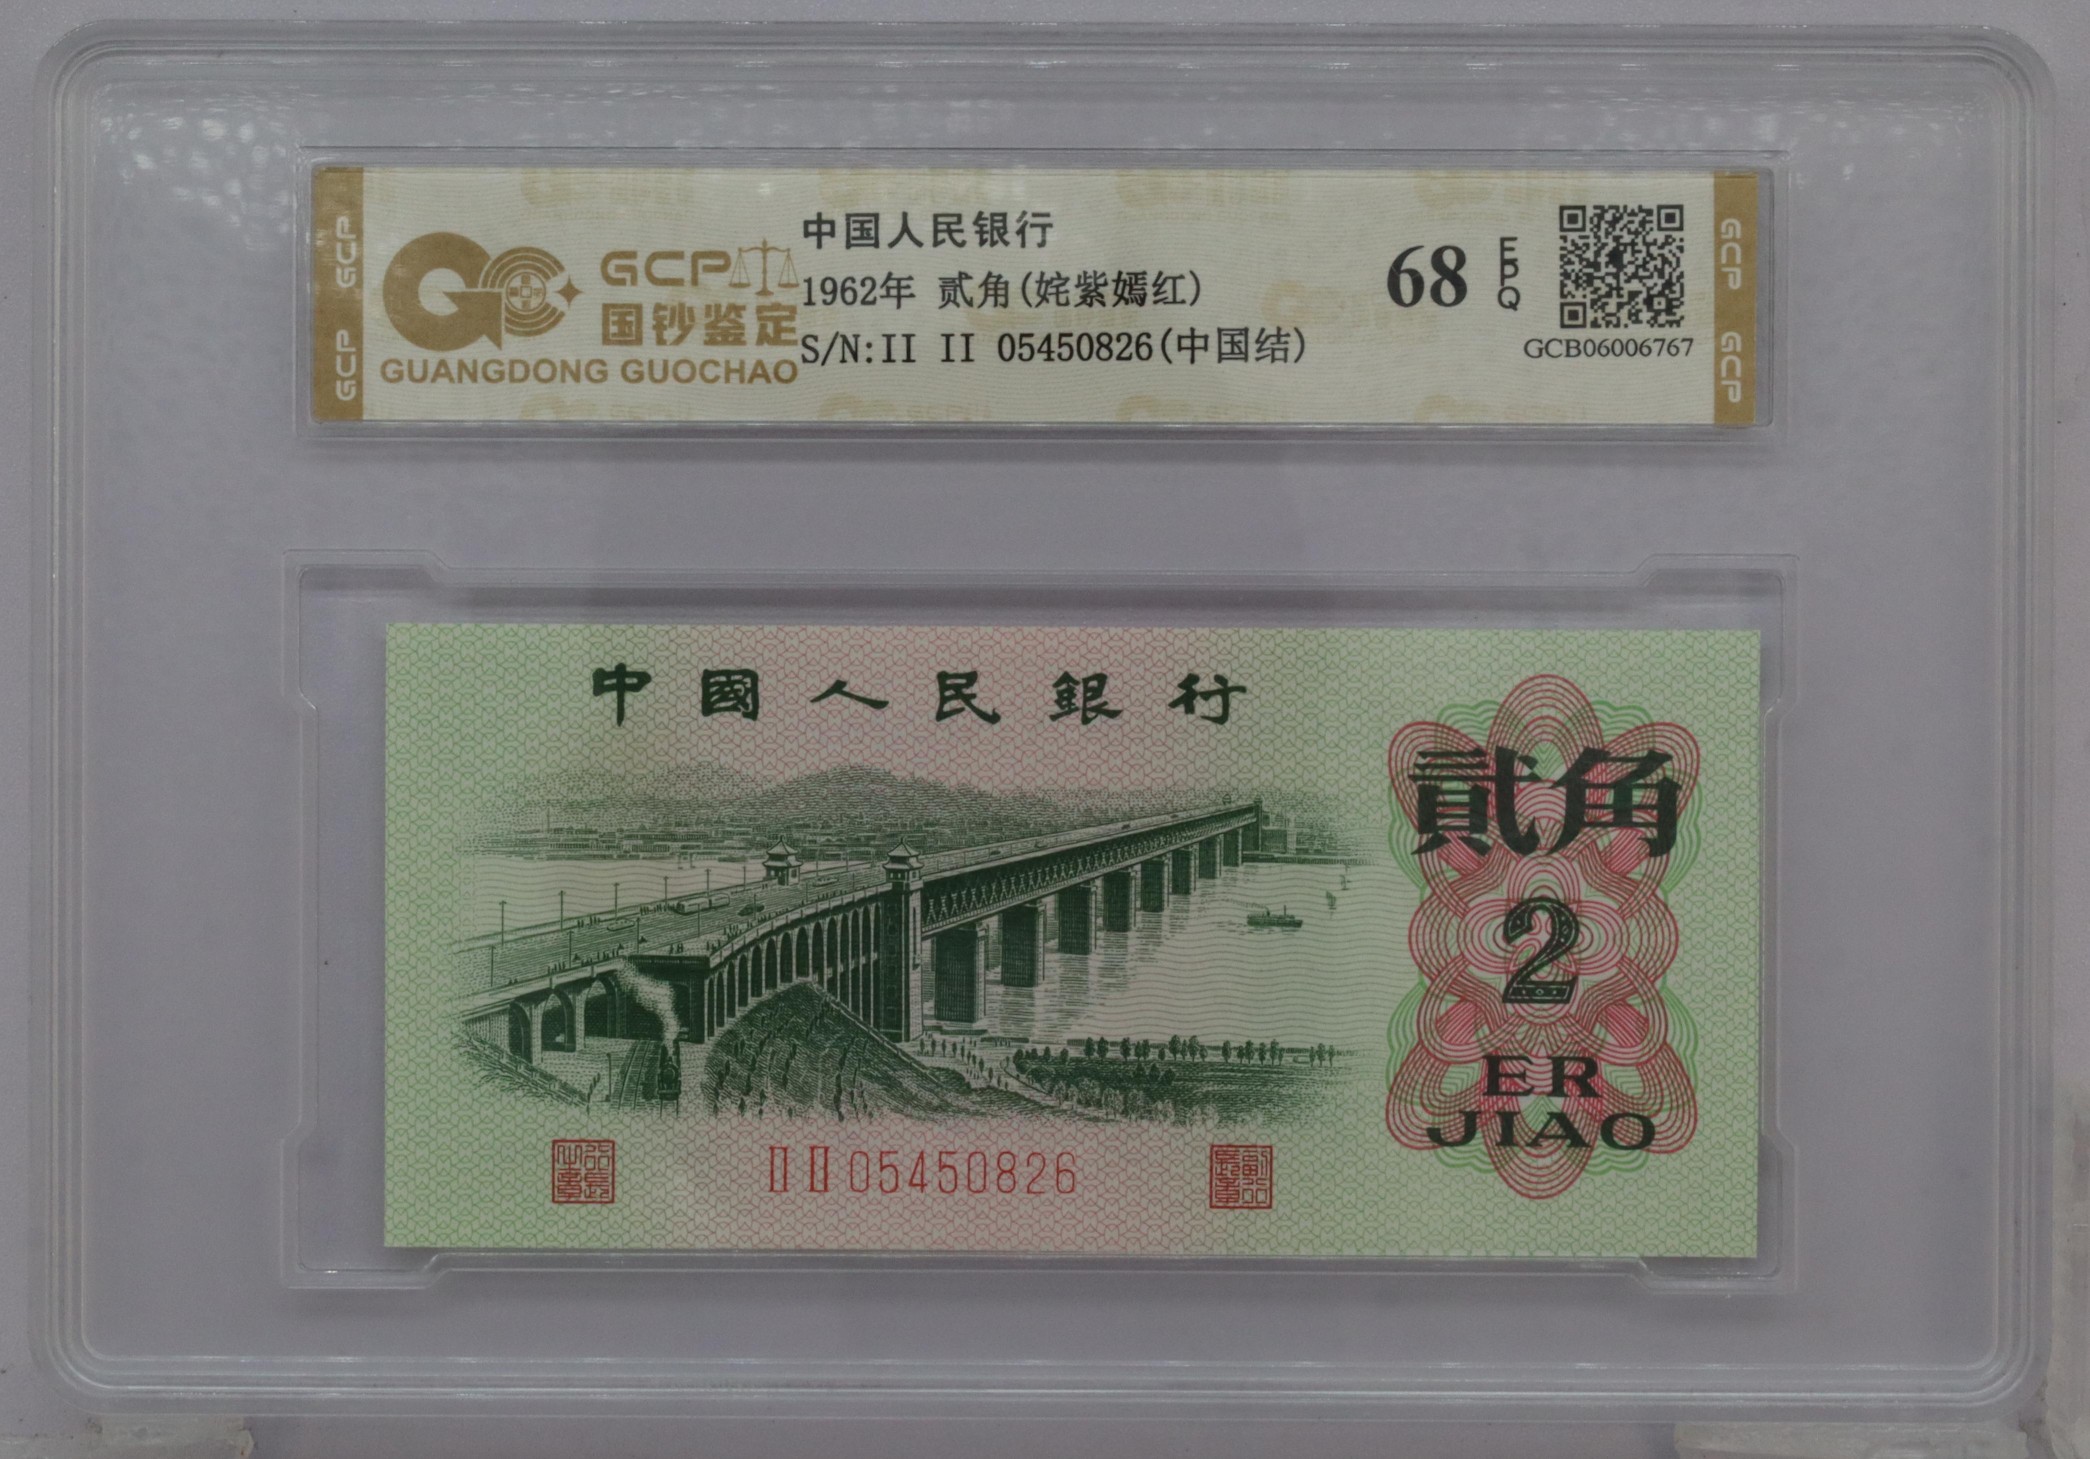 GCP GCP
GCP
国钞鉴定
GUANGDONG GUOCHAO
中国人民银行
1962年 贰角(姹紫嫣红)
S/N:II II 05450826(中国结)
68 EPQ
GCB06006767
GCP GCP
中國人民銀行
貳角
2
ER
JIAO
II II 05450826